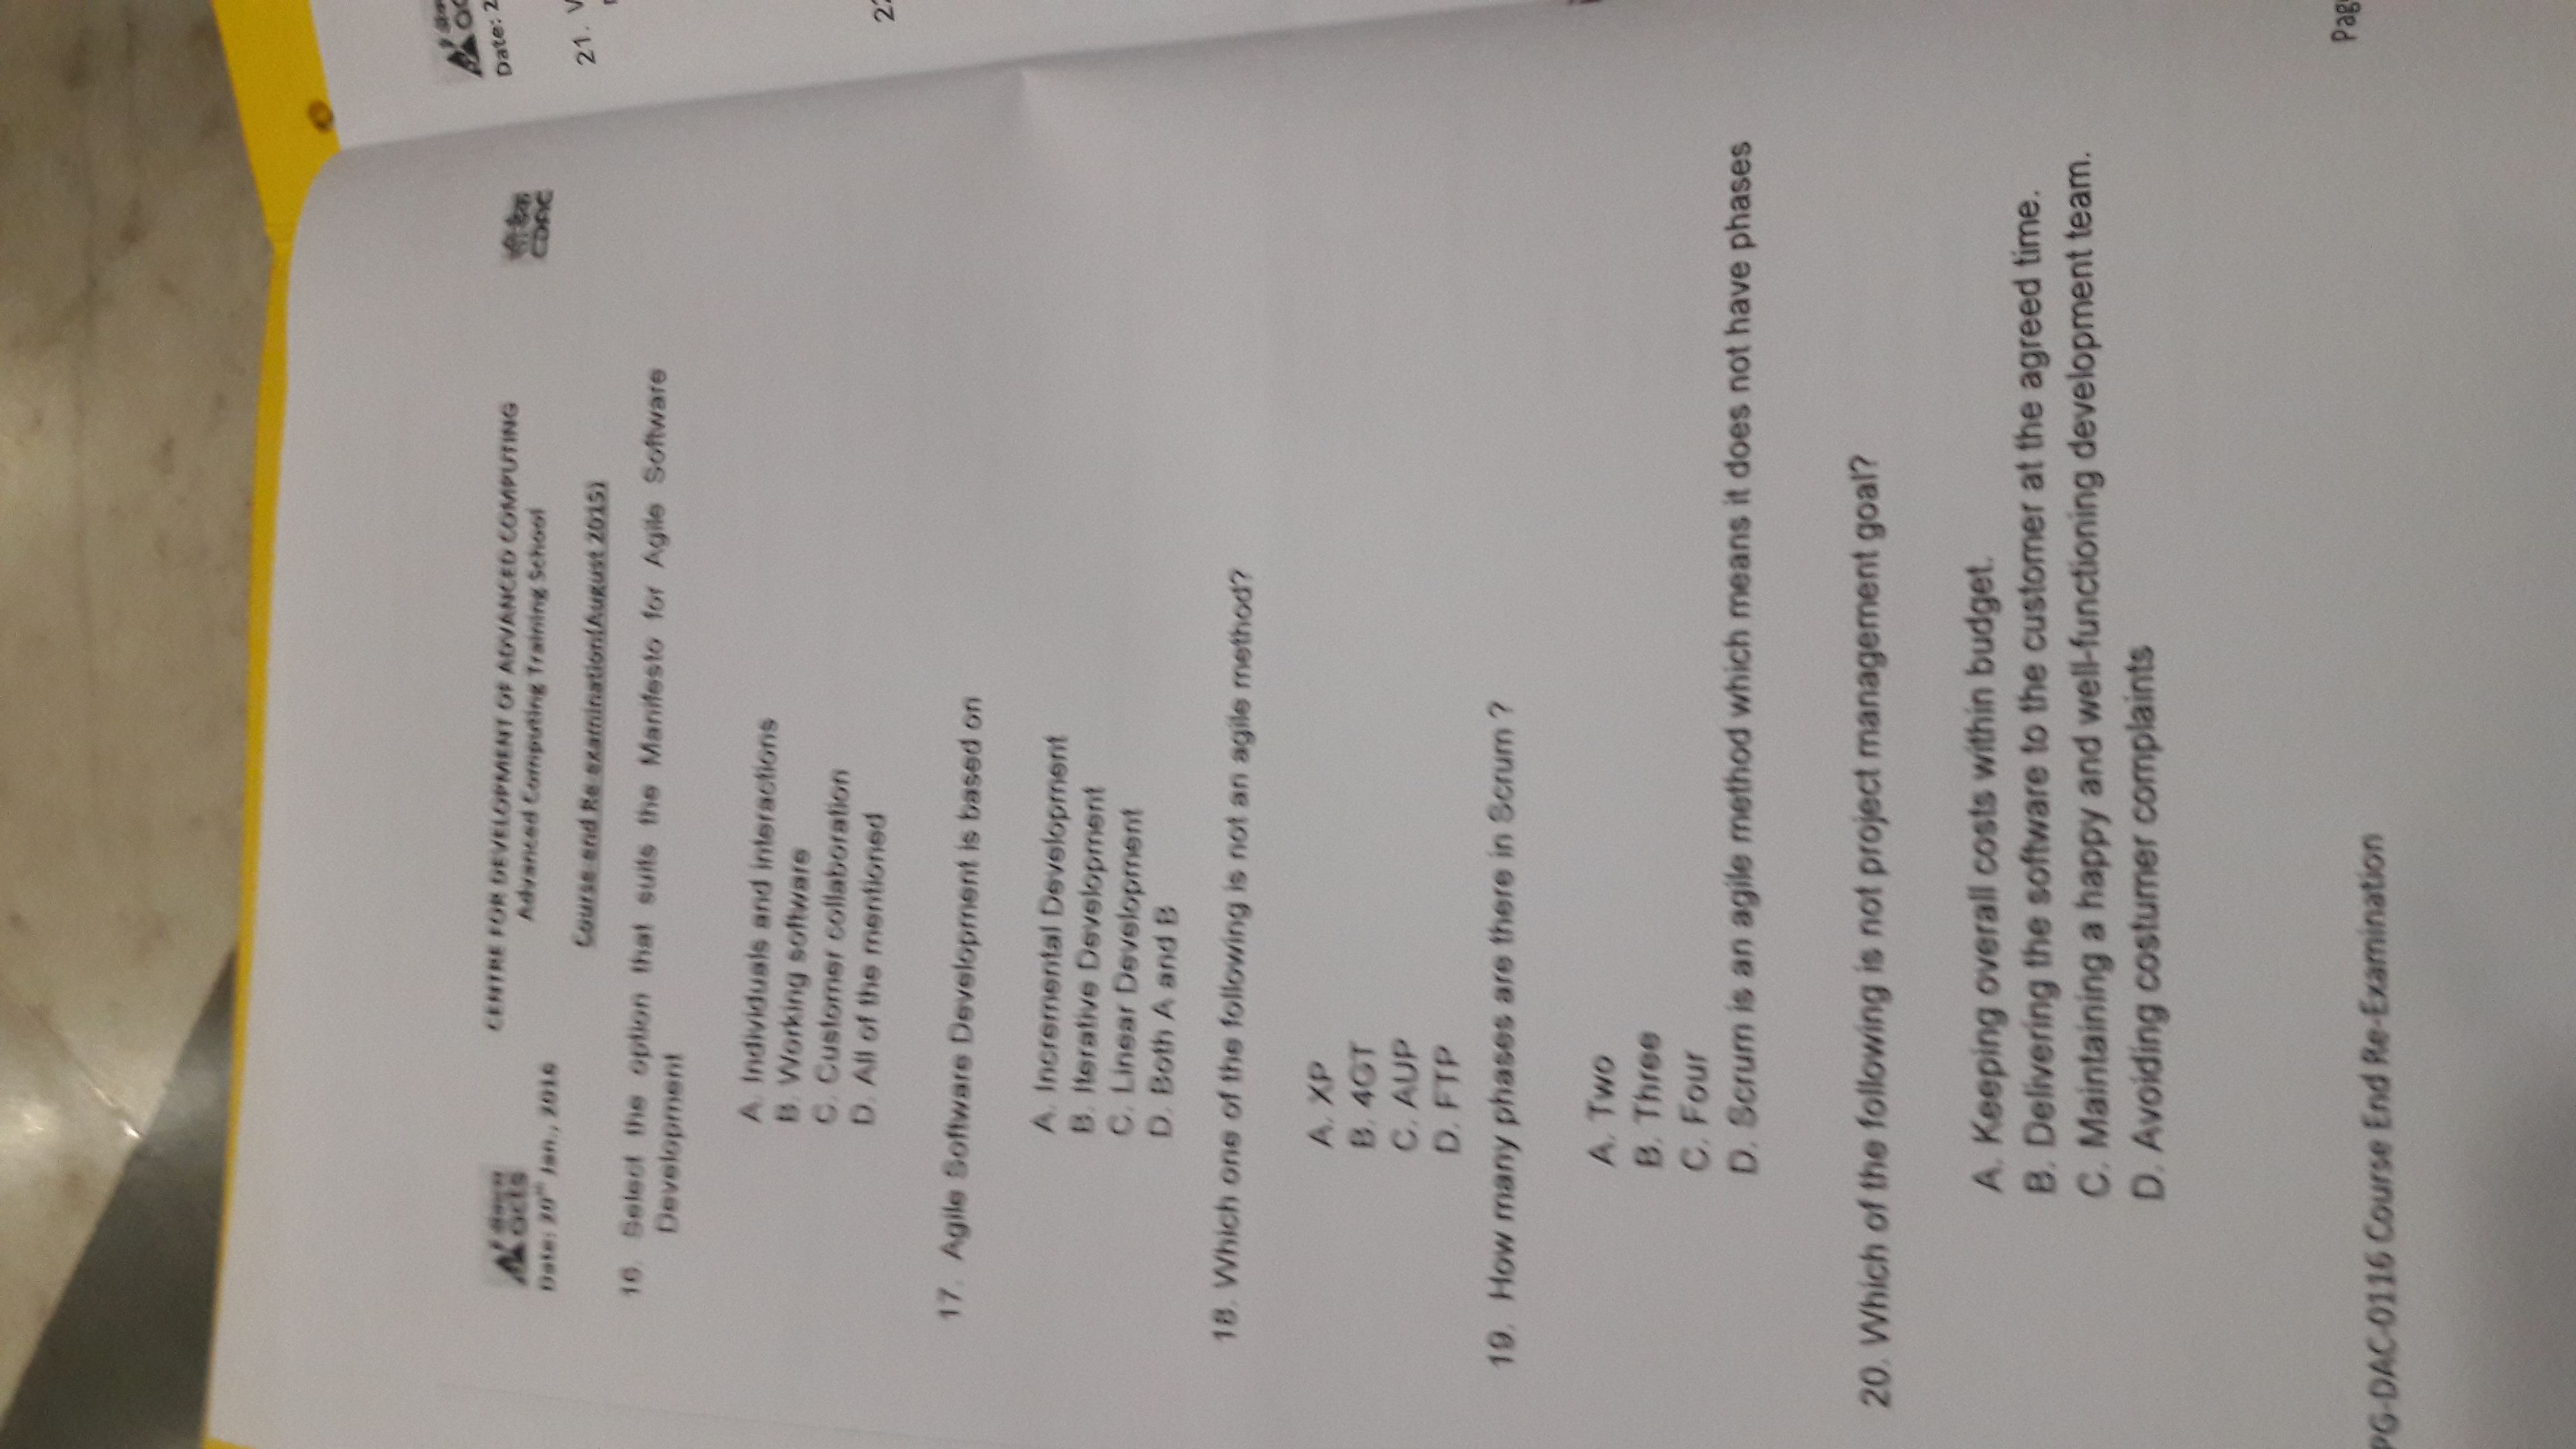 acts
CENTRE FOR DEVELOPMENT OF ADVANCED COMPUTING
Advanced Computing Training School
सी डैक
CDAC
Date: 20th Jan., 2016
Course end Re-examination(August 2015)
16. Select the option that suits the Manifesto for Agile Software
Development
A. Individuals and interactions
B. Working software
C. Customer collaboration
D. All of the mentioned
17. Agile Software Development is based on
A. Incremental Development
B. Iterative Development
C. Linear Development
D. Both A and B
18. Which one of the following is not an agile method?
A. XP
B. 4GT
C. AUP
D. FTP
19. How many phases are there in Scrum ?
A. Two
B. Three
C. Four
D. Scrum is an agile method which means it does not have phases
20. Which of the following is not project management goal?
A. Keeping overall costs within budget.
B. Delivering the software to the customer at the agreed time.
C. Maintaining a happy and well-functioning development team.
D. Avoiding costumer complaints
PG-DAC-0116 Course End Re-Examination
Date: 2
21.